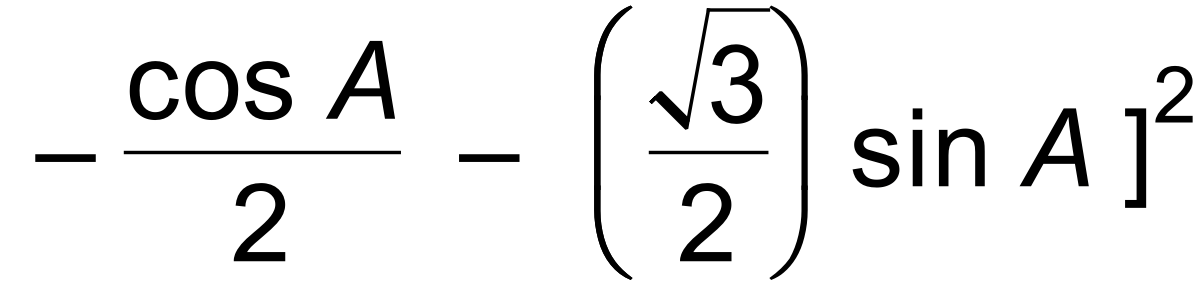 − cos A / 2 − (√3 / 2) sin A ]²